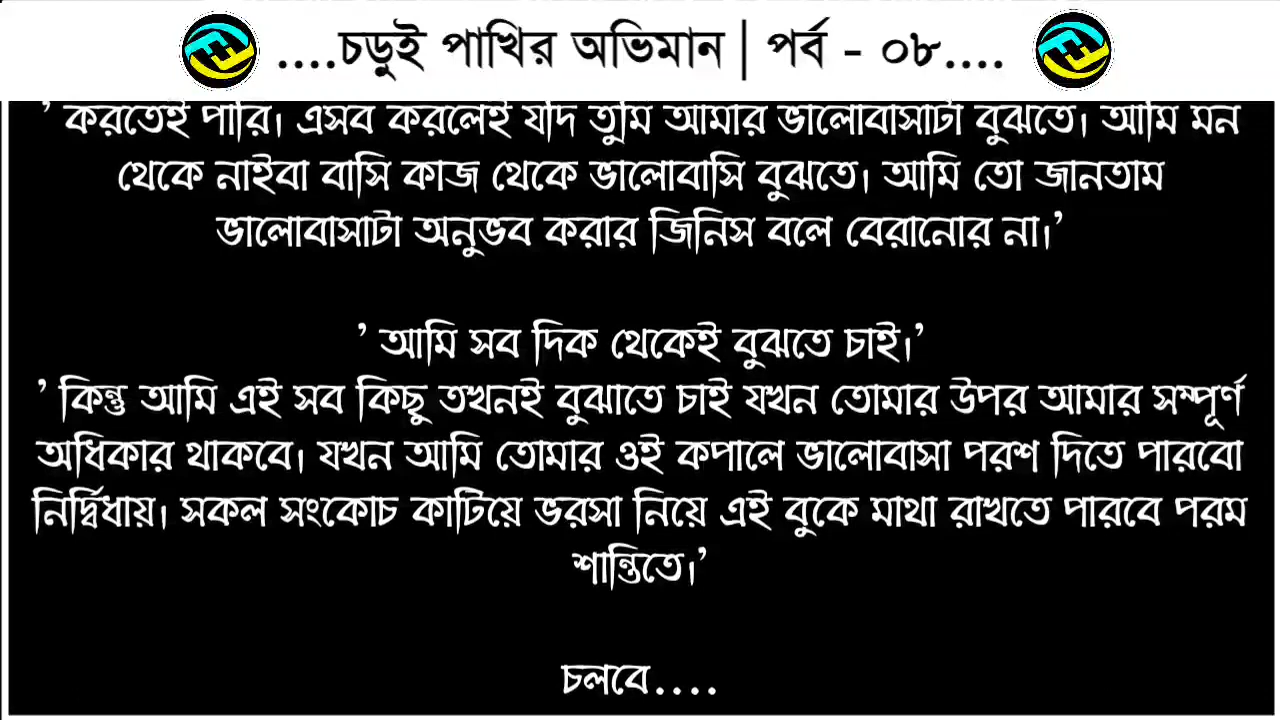 ....চড়ুই পাখির অভিমান | পর্ব - ০৮....
’ করতেই পারি। এসব করলেই যদি তুমি আমার ভালোবাসাটা বুঝতে। আমি মন
থেকে নাইবা বাসি কাজ থেকে ভালোবাসি বুঝতে। আমি তো জানতাম
ভালোবাসাটা অনুভব করার জিনিস বলে বেরানোর না।’
’ আমি সব দিক থেকেই বুঝতে চাই।’
’ কিন্তু আমি এই সব কিছু তখনই বুঝাতে চাই যখন তোমার উপর আমার সম্পূর্ণ
অধিকার থাকবে। যখন আমি তোমার ওই কপালে ভালোবাসা পরশ দিতে পারবো
নির্দ্বিধায়। সকল সংকোচ কাটিয়ে ভরসা নিয়ে এই বুকে মাথা রাখতে পারবে পরম
শান্তিতে।’
চলবে....